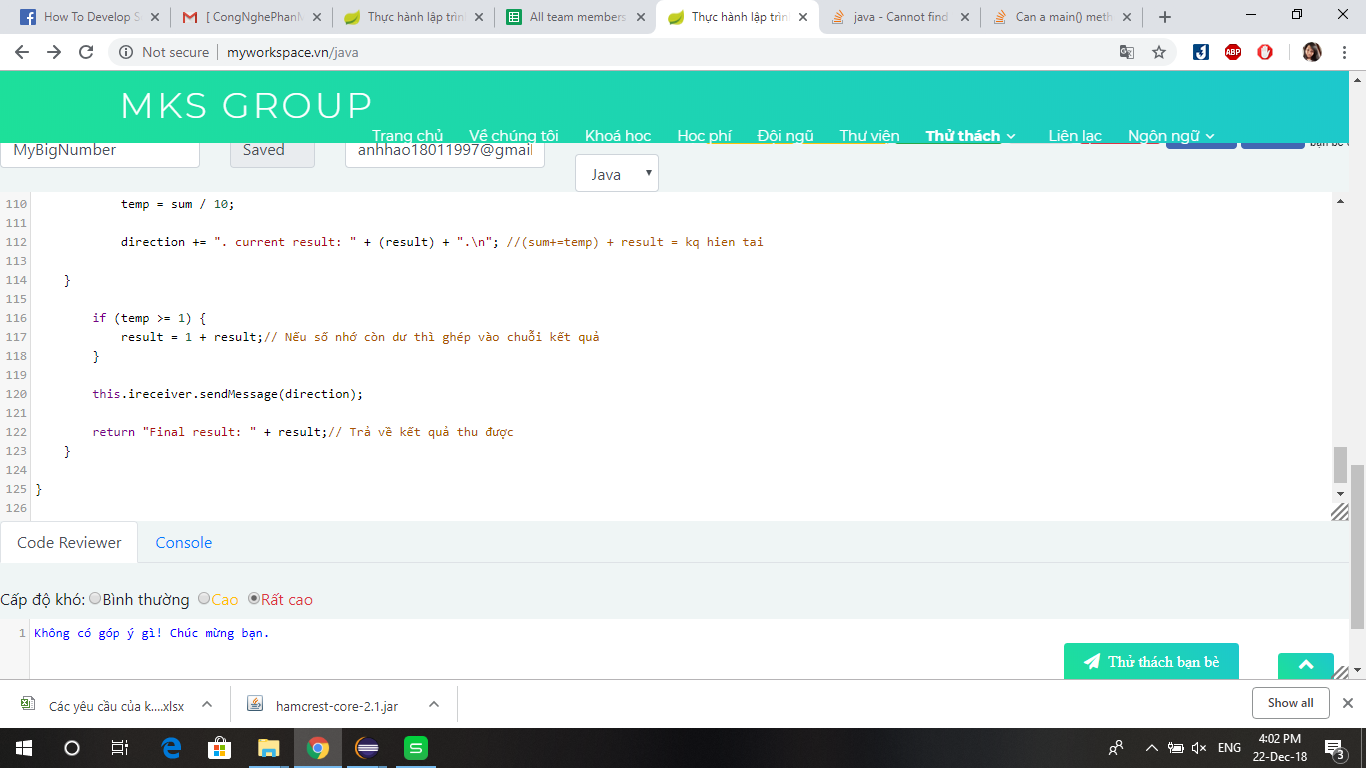 How To Develop S
[ CongNghePhanM
Thực hành lập trìn
All team members
Thực hành lập trìn
java - Cannot find
Can a main() meth
Not secure | myworkspace.vn/java
ABP
MKS GROUP
Trang chủ Về chúng tôi Khoá học Học phí Đội ngũ Thư viện Thử thách Liên lạc Ngôn ngữ
MyBigNumber Saved anhhao18011997@gmail
Java
110 temp = sum / 10;
111
112 direction += ". current result: " + (result) + ".\n"; //(sum+=temp) + result = kq hien tai
113
114 }
115
116 if (temp >= 1) {
117 result = 1 + result;// Nếu số nhớ còn dư thì ghép vào chuỗi kết quả
118 }
119
120 this.ireceiver.sendMessage(direction);
121
122 return "Final result: " + result;// Trả về kết quả thu được
123 }
124
125 }
126
Code Reviewer Console
Cấp độ khó: Bình thường Cao Rất cao
1 Không có góp ý gì! Chúc mừng bạn.
Thử thách bạn bè
Các yêu cầu của k....xlsx
hamcrest-core-2.1.jar
Show all
ENG
4:02 PM
22-Dec-18
3